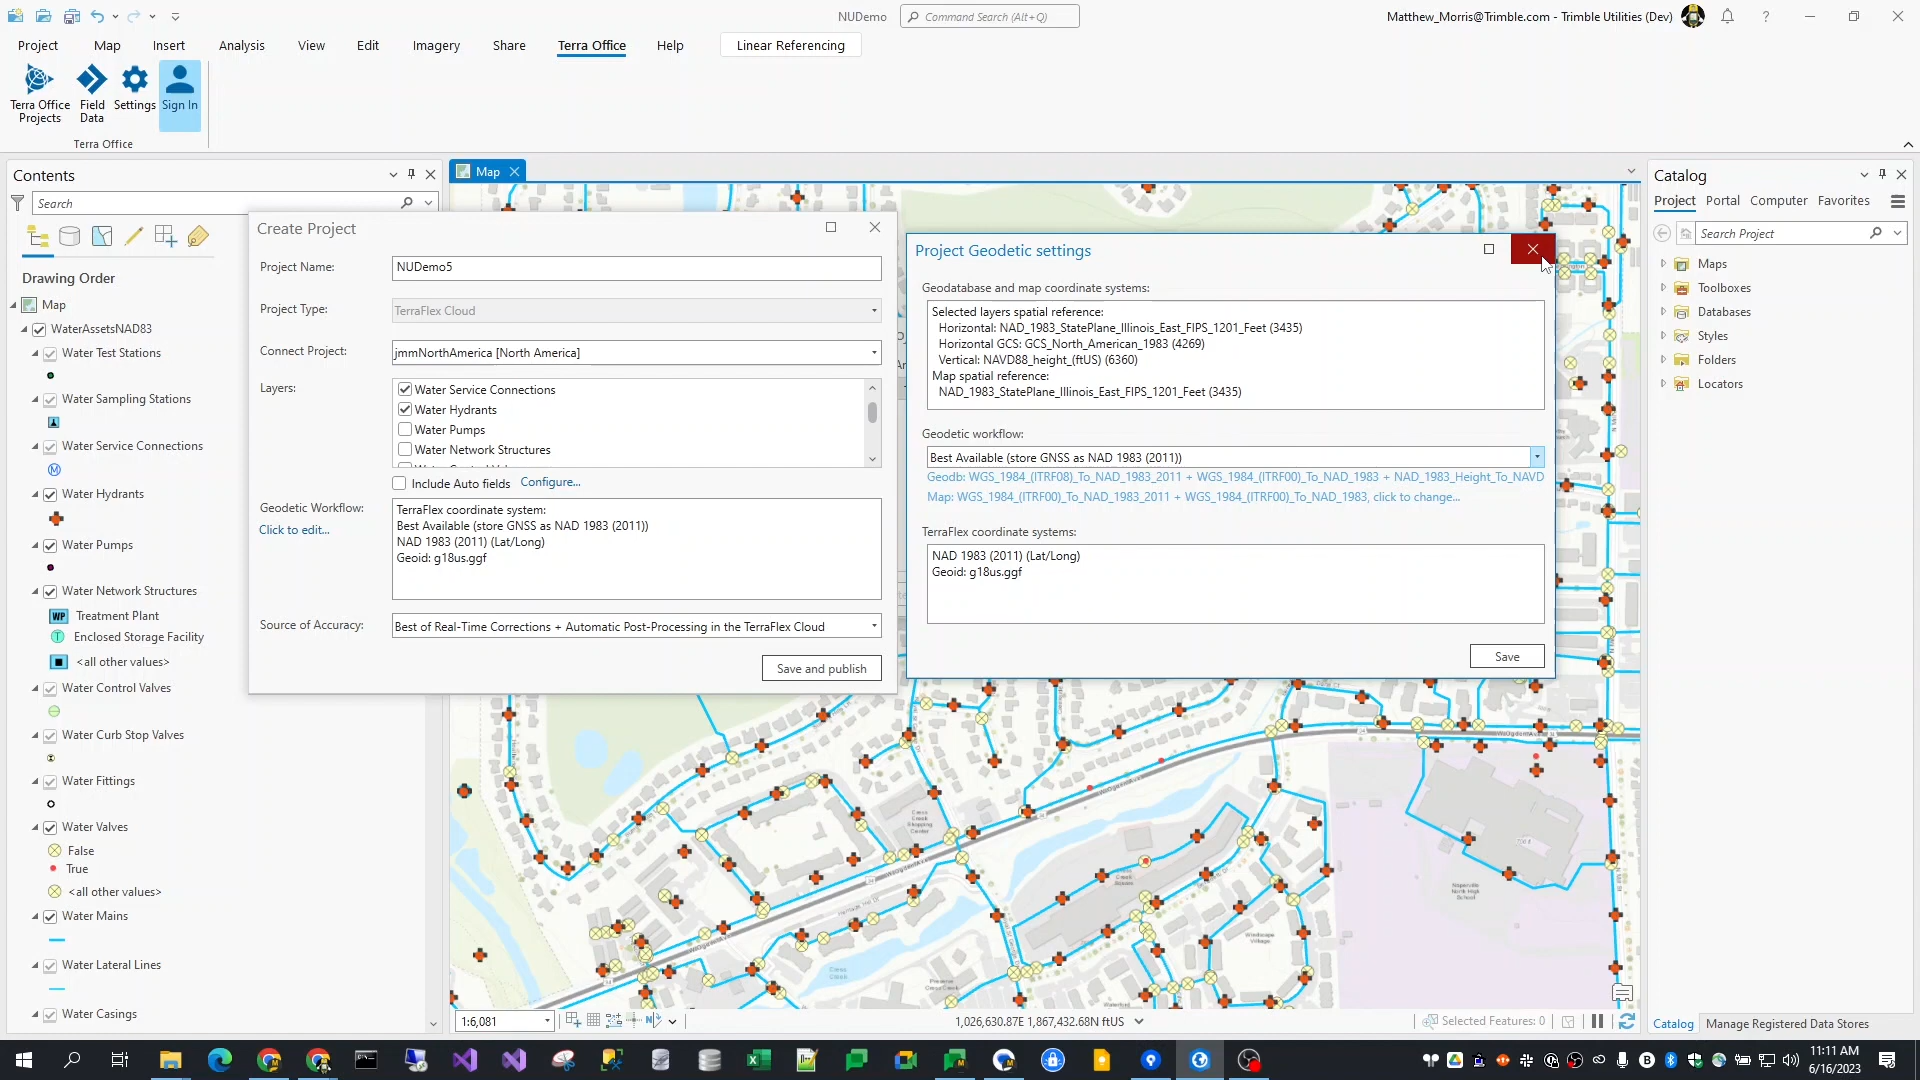 NUDemo
Command Search (Alt+Q)
Matthew_Morris@Trimble.com - Trimble Utilities (Dev)
Project
Map
Insert
Analysis
View
Edit
Imagery
Share
Terra Office
Help
Linear Referencing
Terra Office Projects
Field Data
Settings
Sign In
Terra Office
Contents
Search
Drawing Order
Map
WaterAssetsNAD83
Water Test Stations
Water Sampling Stations
Water Service Connections
Water Hydrants
Water Pumps
Water Network Structures
WP Treatment Plant
T Enclosed Storage Facility
<all other values>
Water Control Valves
Water Curb Stop Valves
Water Fittings
Water Valves
False
True
<all other values>
Water Mains
Water Lateral Lines
Water Casings
Map
Create Project
Project Name:
NUDemo5
Project Type:
TerraFlex Cloud
Connect Project:
jmmNorthAmerica [North America]
Layers:
Water Service Connections
Water Hydrants
Water Pumps
Water Network Structures
Include Auto fields
Configure...
Geodetic Workflow:
Click to edit...
TerraFlex coordinate system:
Best Available (store GNSS as NAD 1983 (2011))
NAD 1983 (2011) (Lat/Long)
Geoid: g18us.ggf
Source of Accuracy:
Best of Real-Time Corrections + Automatic Post-Processing in the TerraFlex Cloud
Save and publish
Project Geodetic settings
Geodatabase and map coordinate systems:
Selected layers spatial reference:
Horizontal: NAD_1983_StatePlane_Illinois_East_FIPS_1201_Feet (3435)
Horizontal GCS: GCS_North_American_1983 (4269)
Vertical: NAVD88_height_(ftUS) (6360)
Map spatial reference:
NAD_1983_StatePlane_Illinois_East_FIPS_1201_Feet (3435)
Geodetic workflow:
Best Available (store GNSS as NAD 1983 (2011))
Geodb: WGS_1984_(ITRF08)_To_NAD_1983_2011 + WGS_1984_(ITRF00)_To_NAD_1983 + NAD_1983_Height_To_NAVD
Map: WGS_1984_(ITRF00)_To_NAD_1983_2011 + WGS_1984_(ITRF00)_To_NAD_1983, click to change...
TerraFlex coordinate systems:
NAD 1983 (2011) (Lat/Long)
Geoid: g18us.ggf
Save
Naperville North High School
1:6,081
1,026,630.87E 1,867,432.68N ftUS
Selected Features: 0
Catalog
Project
Portal
Computer
Favorites
Search Project
Maps
Toolboxes
Databases
Styles
Folders
Locators
Catalog
Manage Registered Data Stores
11:11 AM
6/16/2023